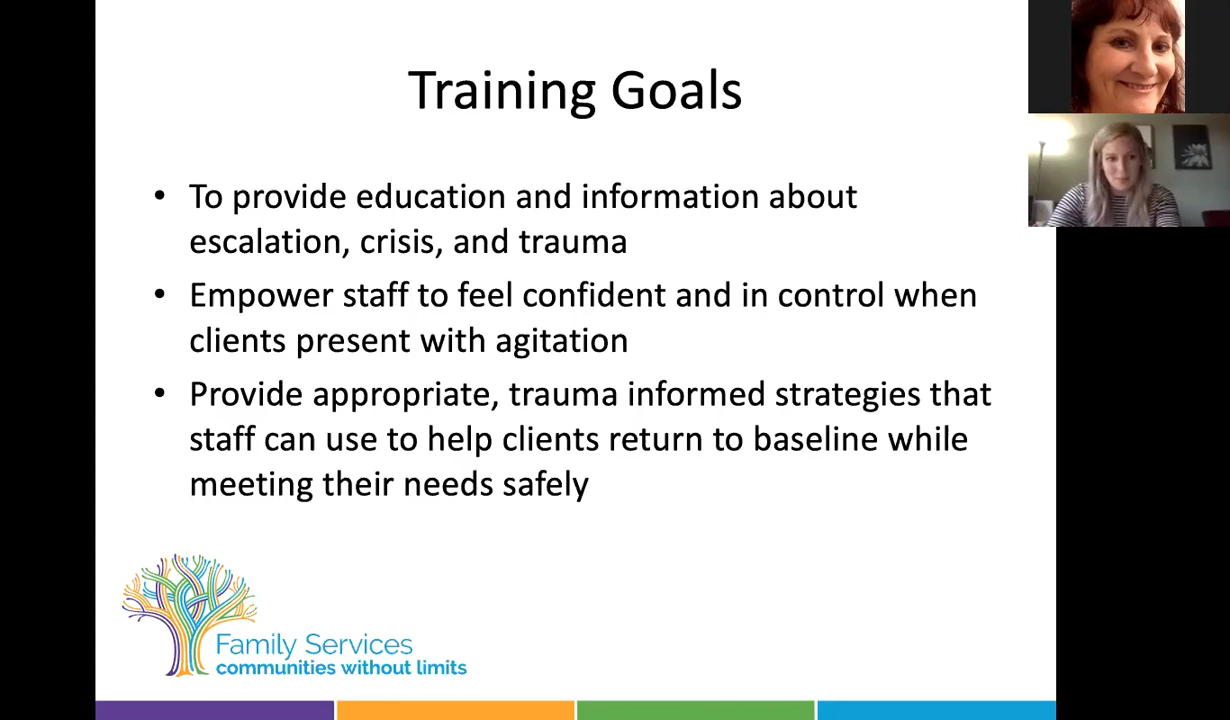 Training Goals
• To provide education and information about
escalation, crisis, and trauma
• Empower staff to feel confident and in control when
clients present with agitation
• Provide appropriate, trauma informed strategies that
staff can use to help clients return to baseline while
meeting their needs safely
Family Services
communities without limits